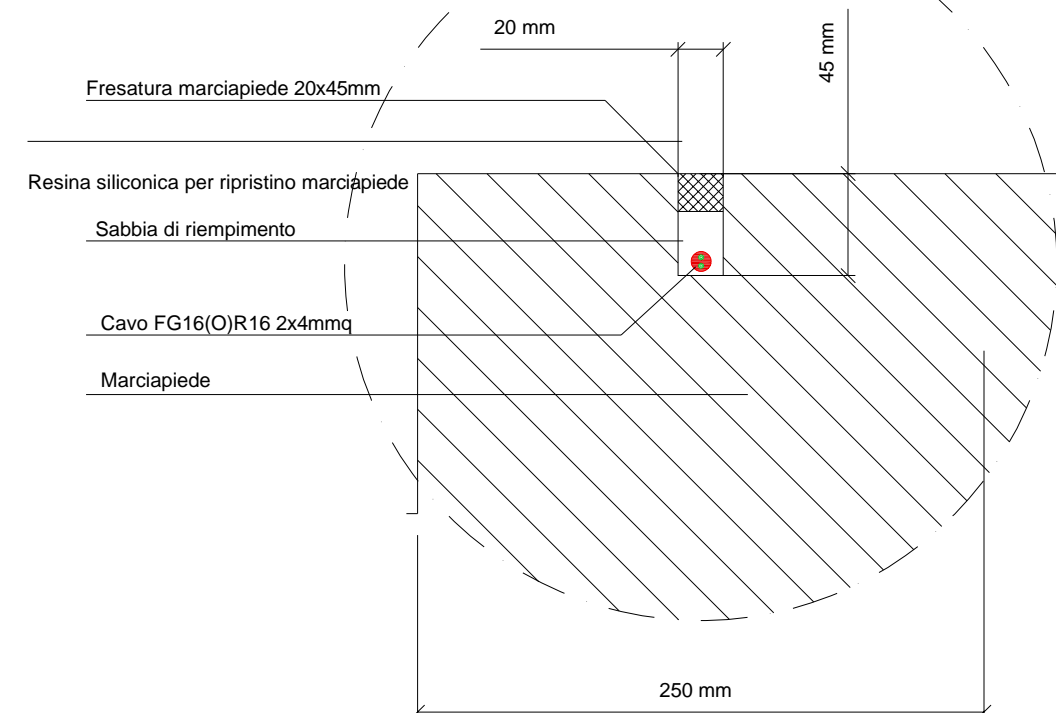 20 mm
45 mm
Fresatura marciapiede 20x45mm
Resina siliconica per ripristino marciapiede
Sabbia di riempimento
Cavo FG16(O)R16 2x4mmq
Marciapiede
250 mm